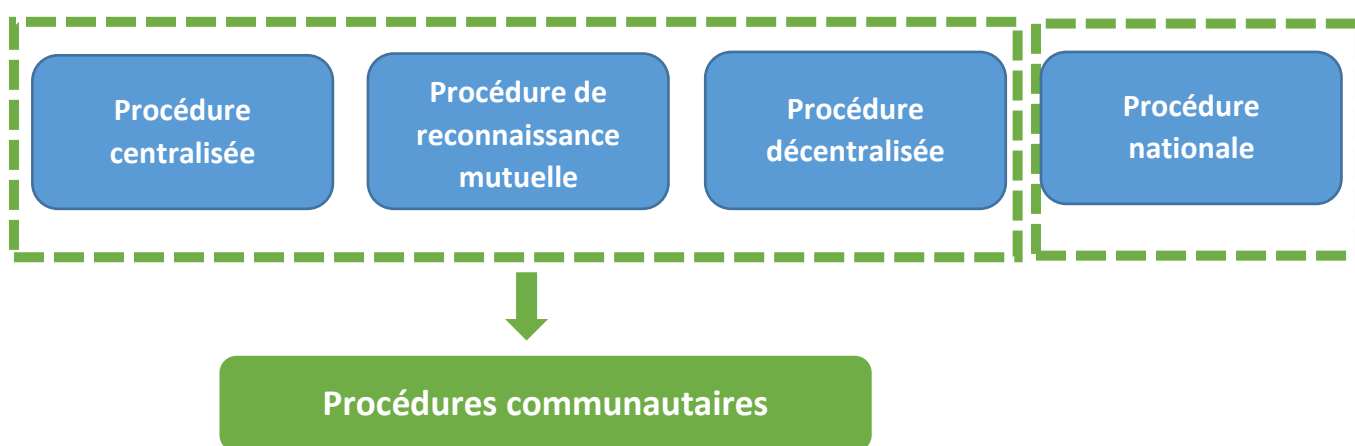 Procédure
centralisée
Procédure de
reconnaissance
mutuelle
Procédure
décentralisée
Procédure
nationale
Procédures communautaires